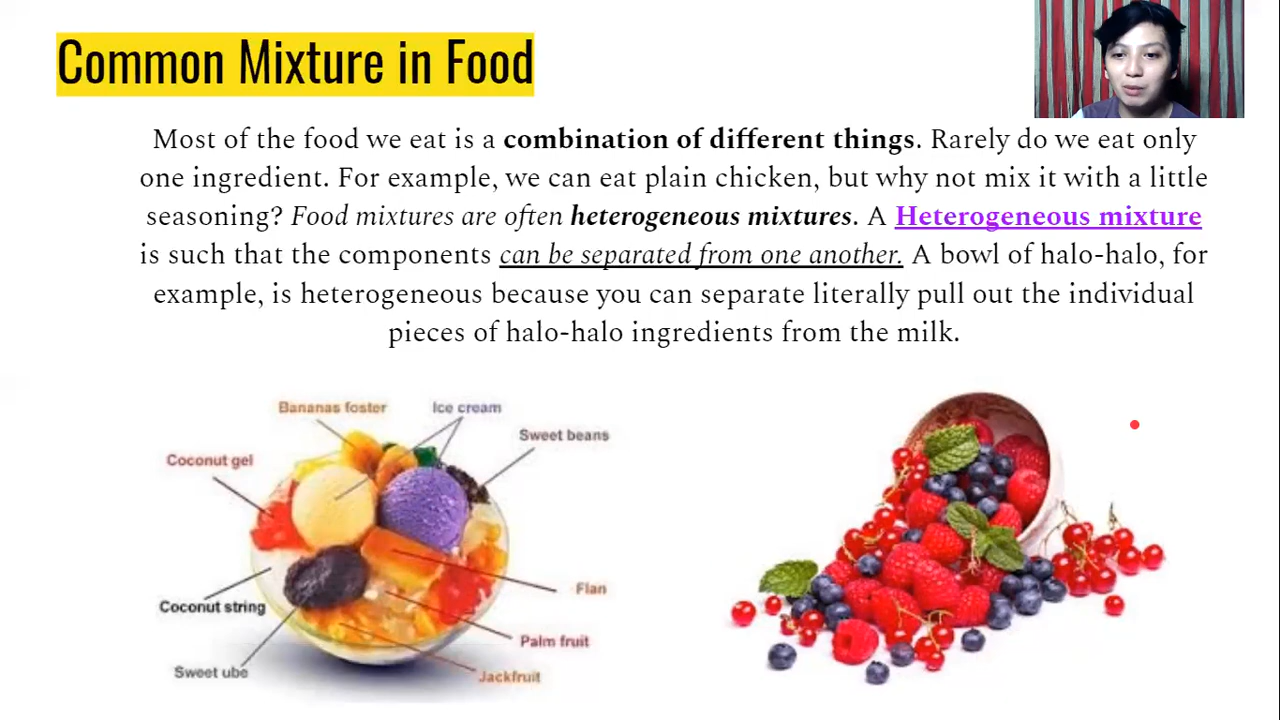 Common Mixture in Food
Most of the food we eat is a combination of different things. Rarely do we eat only
one ingredient. For example, we can eat plain chicken, but why not mix it with a little
seasoning? Food mixtures are often heterogeneous mixtures. A Heterogeneous mixture
is such that the components can be separated from one another. A bowl of halo-halo, for
example, is heterogeneous because you can separate literally pull out the individual
pieces of halo-halo ingredients from the milk.
Bananas foster
Ice cream
Sweet beans
Coconut gel
Flan
Coconut string
Palm fruit
Sweet ube
Jackfruit